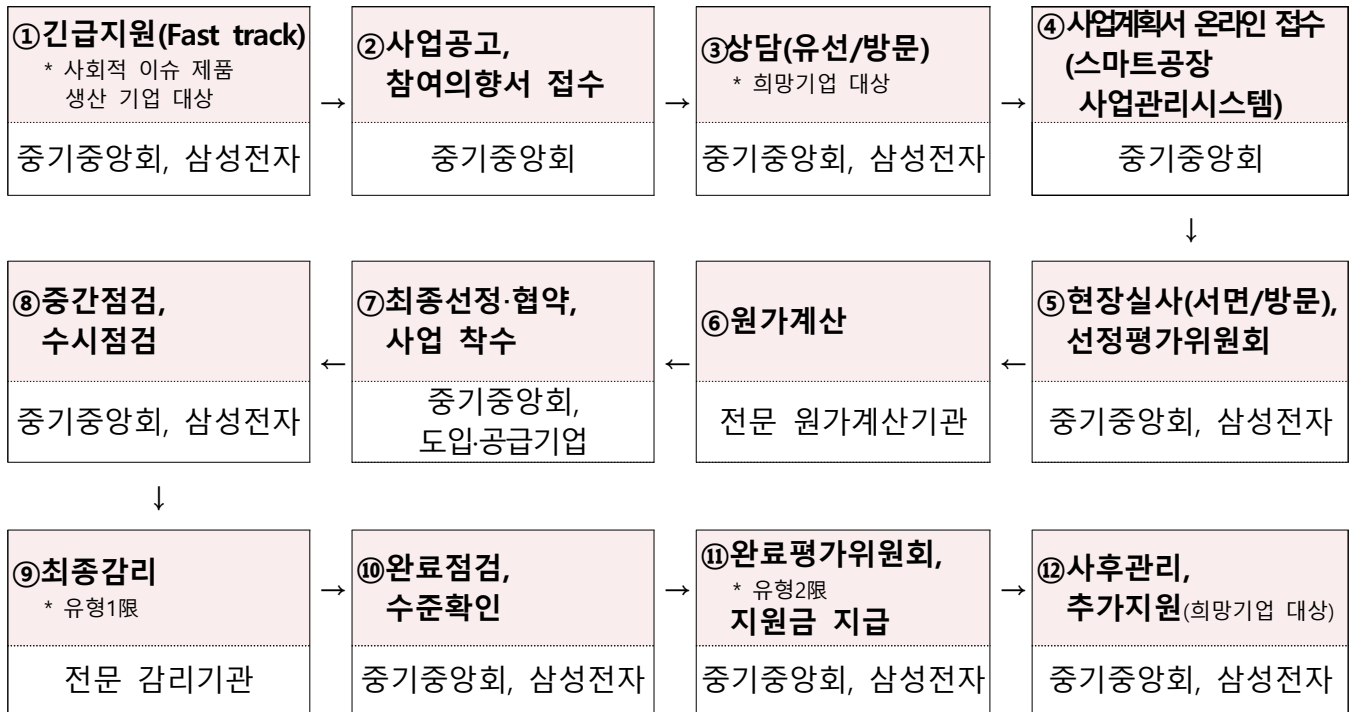 ①긴급지원(Fast track)
* 사회적 이슈 제품
생산 기업 대상
중기중앙회, 삼성전자
→
②사업공고,
참여의향서 접수
중기중앙회
→
③상담(유선/방문)
* 희망기업 대상
중기중앙회, 삼성전자
→
④사업계획서 온라인 접수
(스마트공장
사업관리시스템)
중기중앙회
↓
⑤현장실사(서면/방문),
선정평가위원회
중기중앙회, 삼성전자
←
⑥원가계산
전문 원가계산기관
←
⑦최종선정·협약,
사업 착수
중기중앙회,
도입·공급기업
←
⑧중간점검,
수시점검
중기중앙회, 삼성전자
↓
⑨최종감리
* 유형1限
전문 감리기관
→
⑩완료점검,
수준확인
중기중앙회, 삼성전자
→
⑪완료평가위원회,
* 유형2限
지원금 지급
중기중앙회, 삼성전자
→
⑫사후관리,
추가지원(희망기업 대상)
중기중앙회, 삼성전자